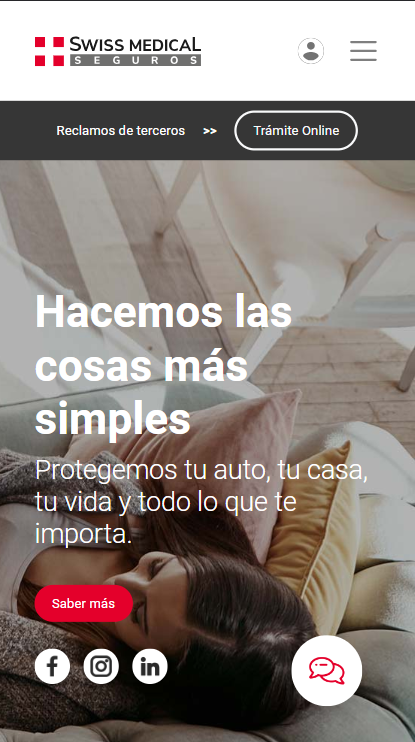 SWISS MEDICAL
SEGUROS
Reclamos de terceros >> Trámite Online
Hacemos las
cosas más
simples
Protegemos tu auto, tu casa,
tu vida y todo lo que te
importa.
Saber más
f in